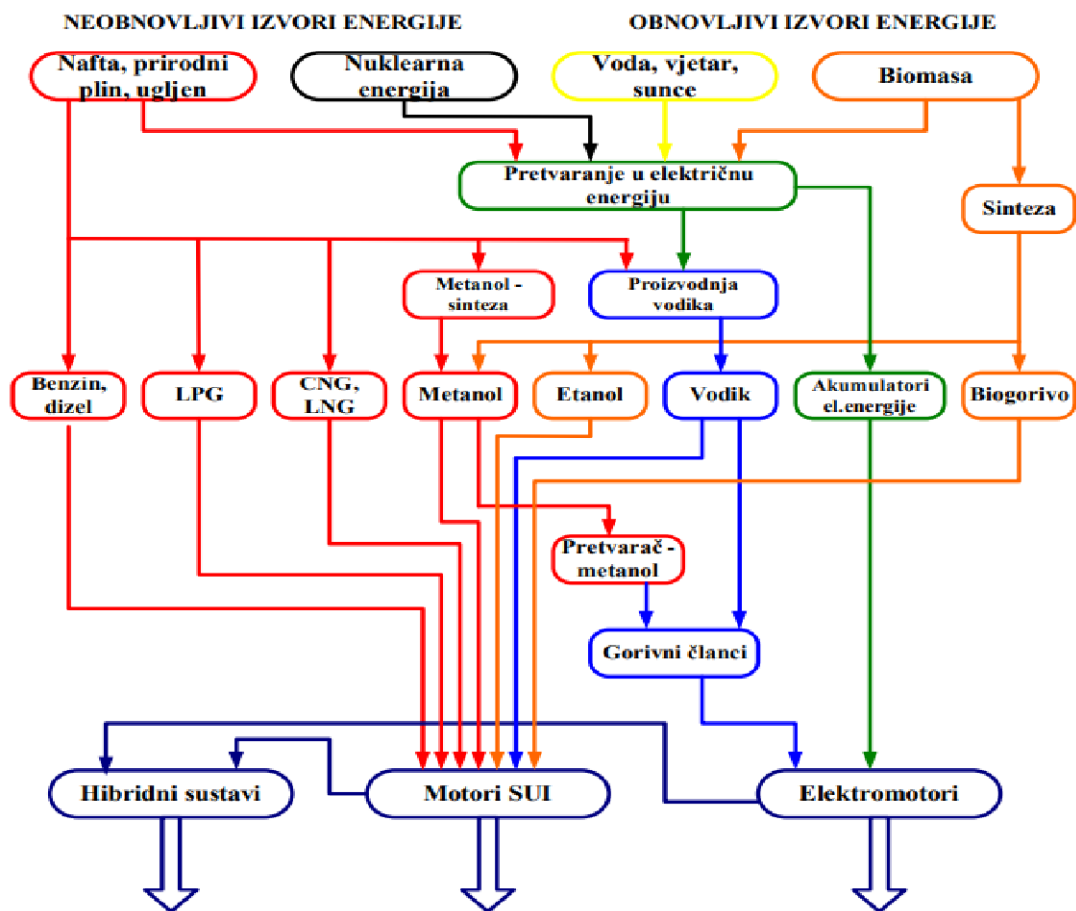 NEOBNOVLJIVI IZVORI ENERGIJE
OBNOVLJIVI IZVORI ENERGIJE
Nafta, prirodni
plin, ugljen
Nuklearna
energija
Voda, vjetar,
sunce
Biomasa
Pretvaranje u električnu
energiju
Sinteza
Metanol -
sinteza
Proizvodnja
vodika
Benzin,
dizel
LPG
CNG,
LNG
Metanol
Etanol
Vodik
Akumulatori
el.energije
Biogorivo
Pretvarač -
metanol
Gorivni članci
Hibridni sustavi
Motori SUI
Elektromotori